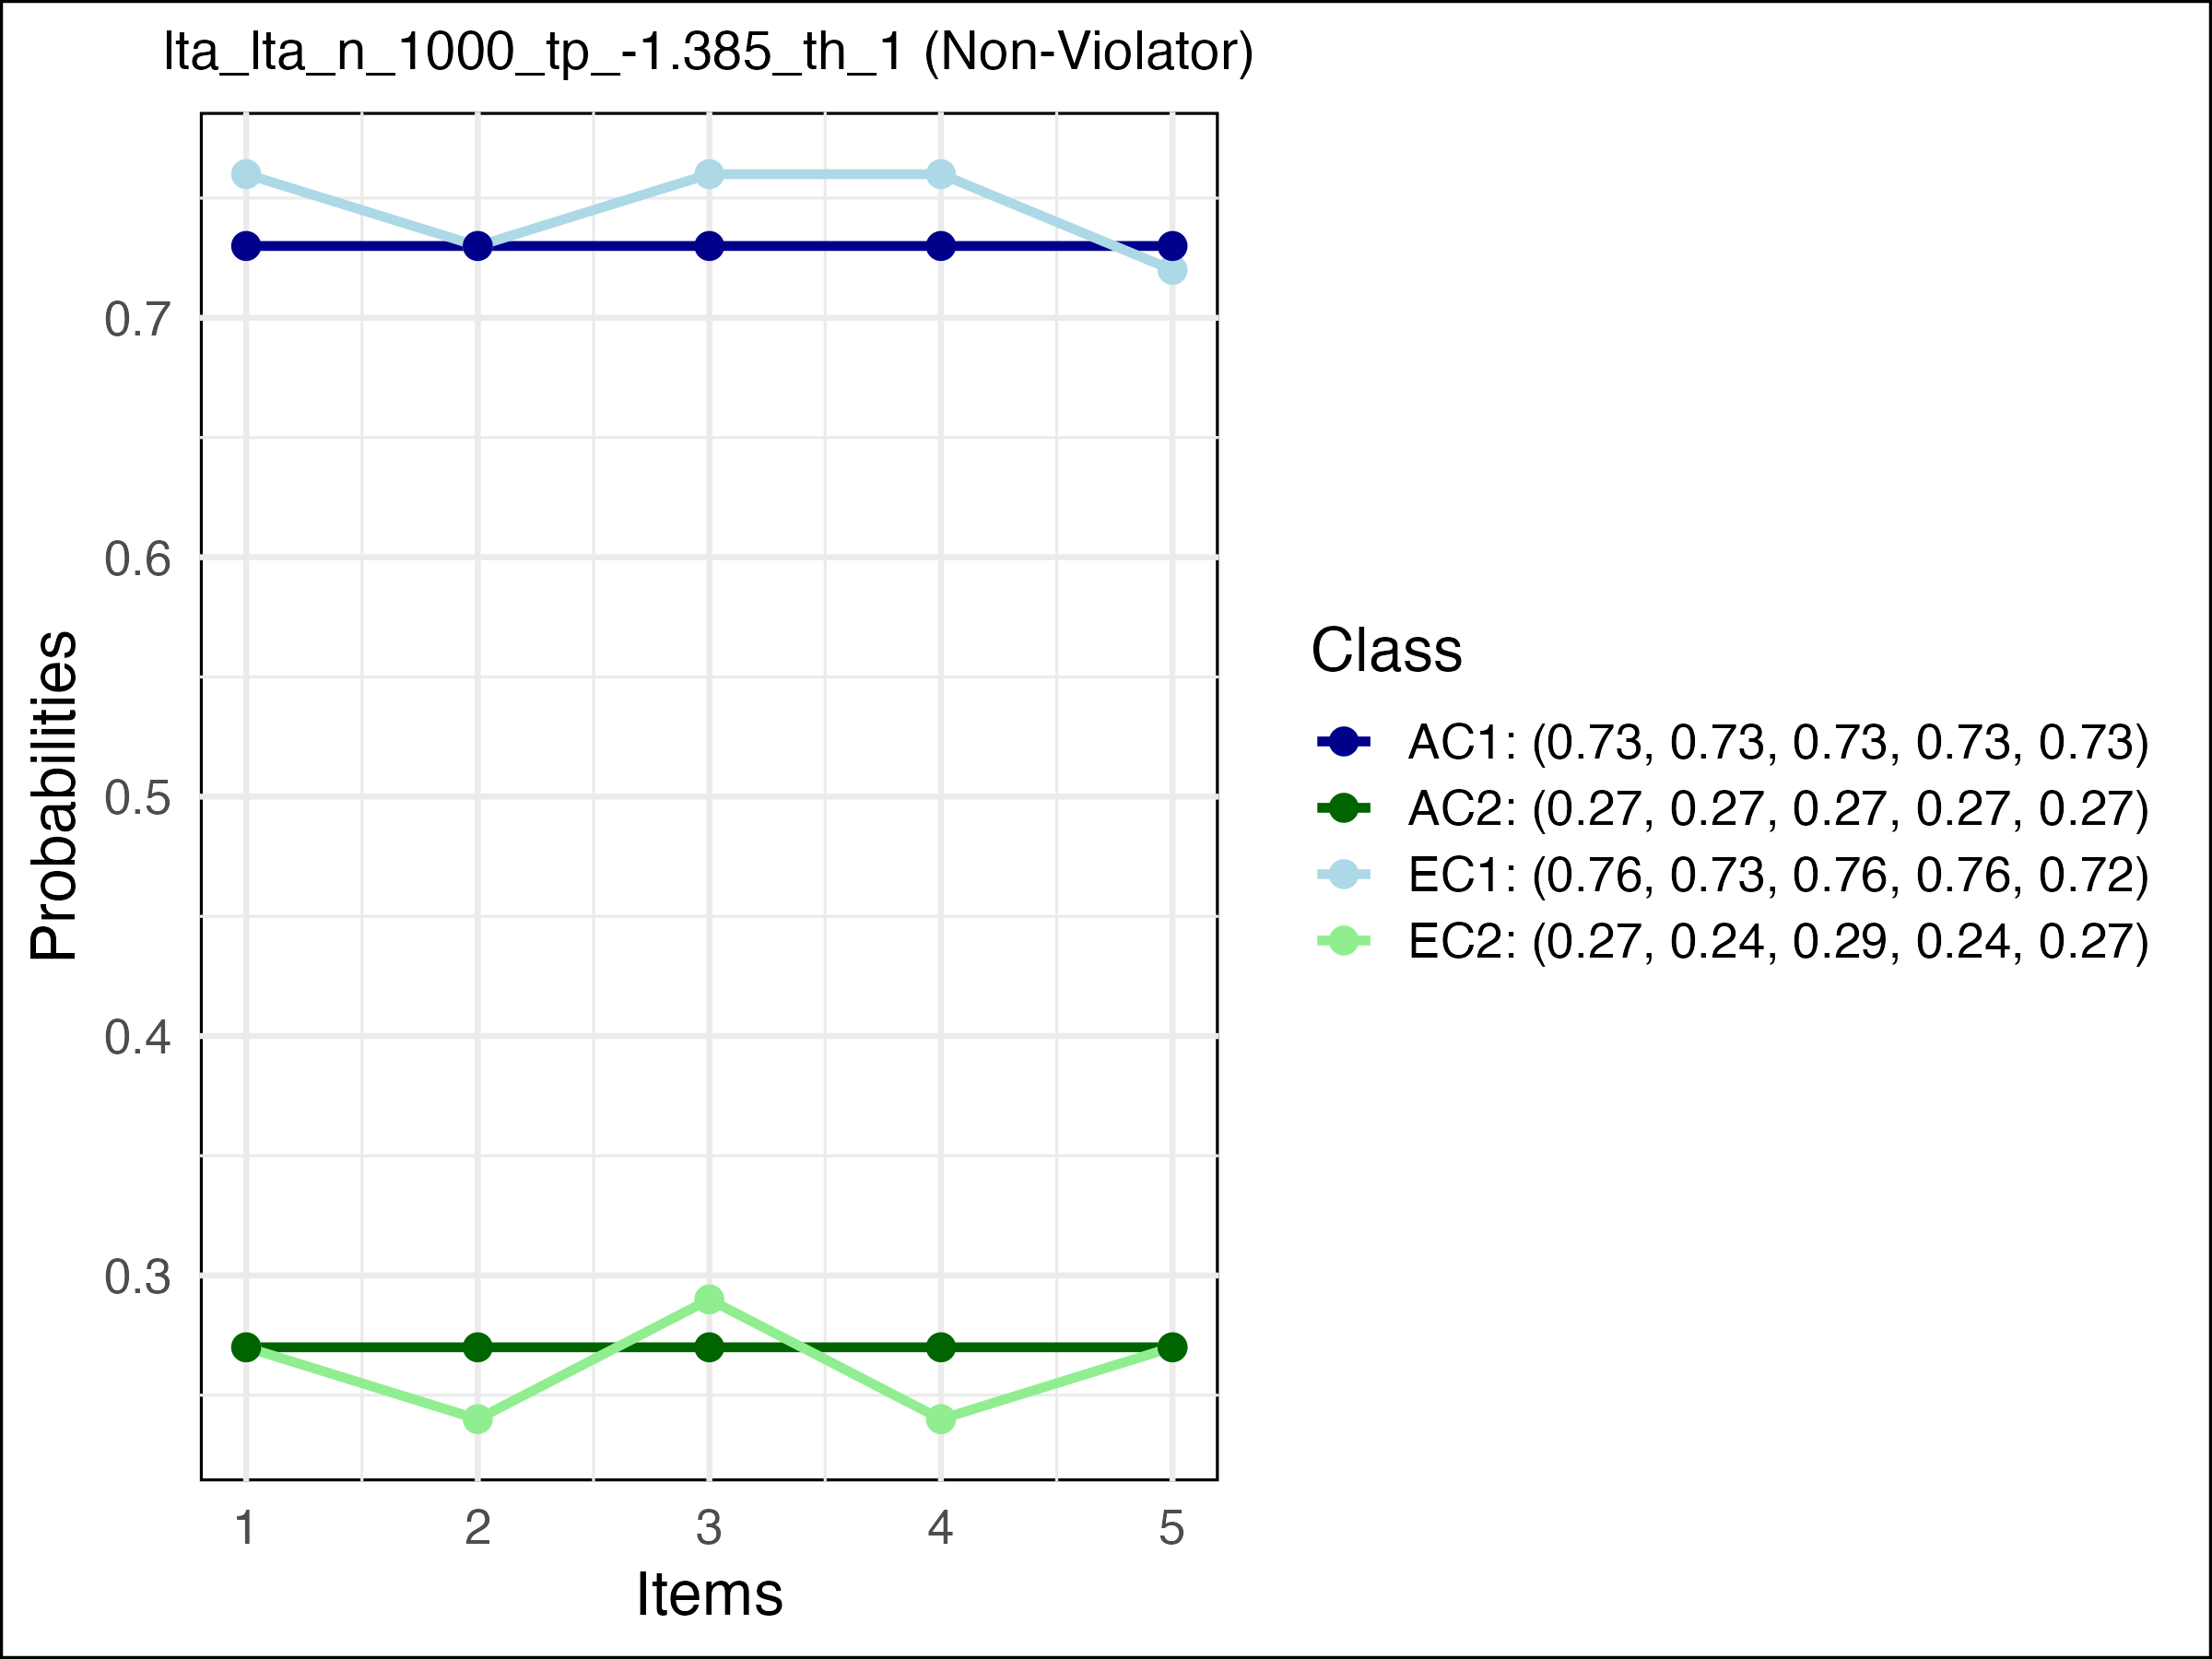 lta_lta_n_1000_tp_-1.385_th_1 (Non-Violator)
Probabilities
0.7
0.6
0.5
0.4
0.3
1 2 3 4 5
Items
Class
AC1: (0.73, 0.73, 0.73, 0.73, 0.73)
AC2: (0.27, 0.27, 0.27, 0.27, 0.27)
EC1: (0.76, 0.73, 0.76, 0.76, 0.72)
EC2: (0.27, 0.24, 0.29, 0.24, 0.27)